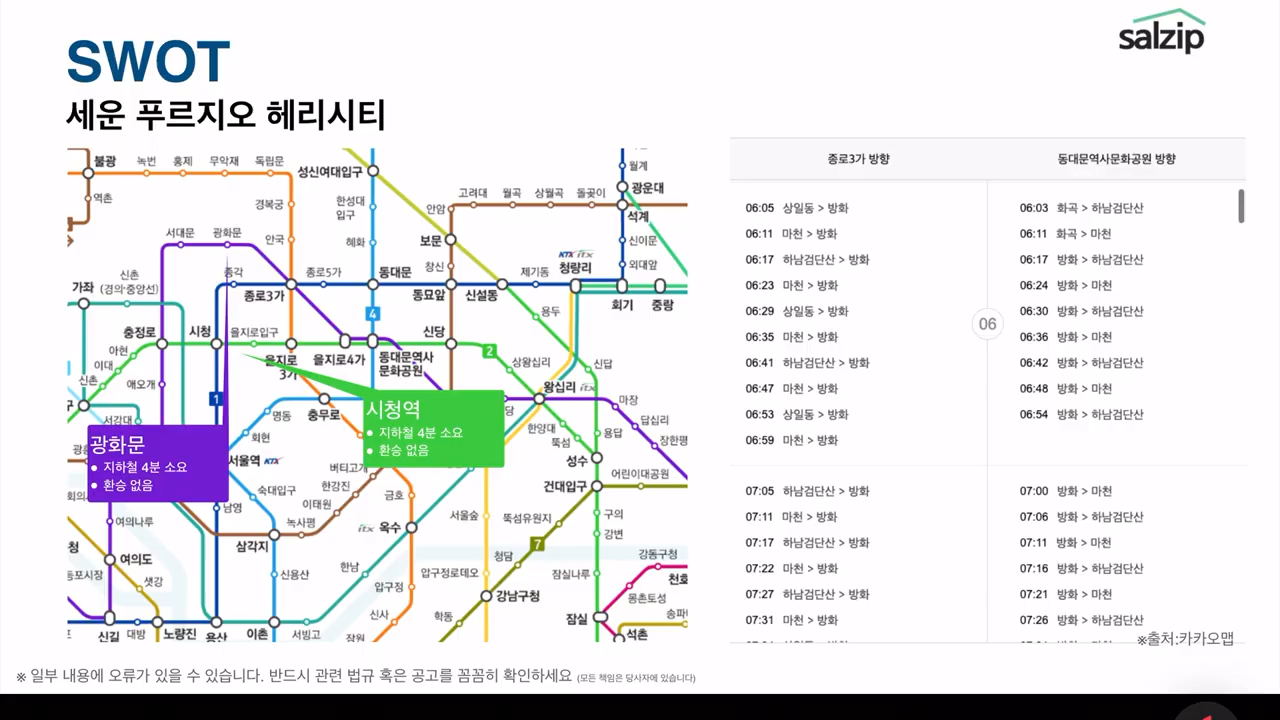 salzip
SWOT
세운 푸르지오 헤리시티
불광
녹번
홍제
무악재
독립문
성신여대입구
월계
역촌
경복궁
한성대
입구
안암
고려대
월곡
상월곡
돌곶이
광운대
석계
서대문
광화문
안국
혜화
보문
신이문
KTX itx
청량리
외대앞
가좌
신촌
(경의·중앙선)
종각
종로3가
종로5가
동대문
창신
동묘앞
신설동
제기동
회기
중랑
4
용두
충정로
시청
을지로입구
을지로
3가
을지로4가
동대문역사
문화공원
신당
2
상왕십리
신답
아현
이대
신촌
애오개
서강대
1
왕십리 itx
마장
답십리
장한평
시청역
• 지하철 4분 소요
• 환승 없음
명동
충무로
회현
한양대
뚝섬
용답
성수
광화문
• 지하철 4분 소요
• 환승 없음
서울역 KTX
버티고개
한강진
이태원
금호
숙대입구
어린이대공원
건대입구
여의나루
남영
녹사평
삼각지
itx 옥수
서울숲
뚝섬유원지
구의
강변
7
여의도
샛강
신용산
한남
압구정
압구정로데오
청담
강남구청
잠실나루
강동구청
천호
몽촌토성
신길
대방
노량진
용산
이촌
서빙고
신사
잠원
학동
잠실
석촌
송파
종로3가 방향
동대문역사문화공원 방향
06:05 상일동 > 방화
06:03 화곡 > 하남검단산
06:11 마천 > 방화
06:11 화곡 > 마천
06:17 하남검단산 > 방화
06:17 방화 > 하남검단산
06:23 마천 > 방화
06:24 방화 > 마천
06:29 상일동 > 방화
06:30 방화 > 하남검단산
06
06:35 마천 > 방화
06:36 방화 > 마천
06:41 하남검단산 > 방화
06:42 방화 > 하남검단산
06:47 마천 > 방화
06:48 방화 > 마천
06:53 상일동 > 방화
06:54 방화 > 하남검단산
06:59 마천 > 방화
07:05 하남검단산 > 방화
07:00 방화 > 마천
07:11 마천 > 방화
07:06 방화 > 하남검단산
07:17 하남검단산 > 방화
07:11 방화 > 마천
07:22 마천 > 방화
07:16 방화 > 하남검단산
07:27 하남검단산 > 방화
07:21 방화 > 마천
07:31 마천 > 방화
07:26 방화 > 하남검단산
※출처:카카오맵
※ 일부 내용에 오류가 있을 수 있습니다. 반드시 관련 법규 혹은 공고를 꼼꼼히 확인하세요 (모든 책임은 당사자에 있습니다)